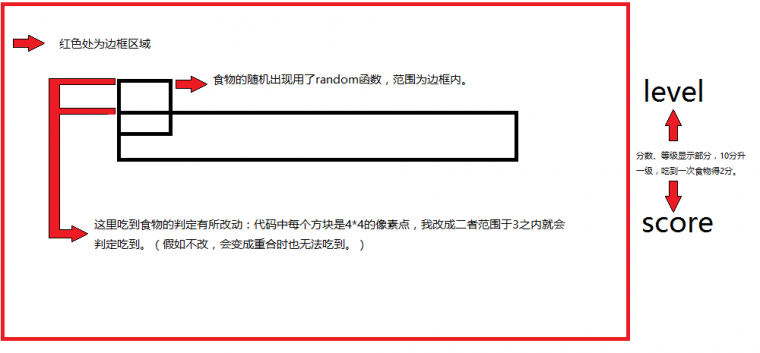 红色处为边框区域
食物的随机出现用了random函数，范围为边框内。
level
分数、等级显示部分，10分升
一级，吃到一次食物得2分。
score
这里吃到食物的判定有所改动：代码中每个方块是4*4的像素点，我改成二者范围于3之内就会
判定吃到。（假如不改，会变成重合时也无法吃到。）